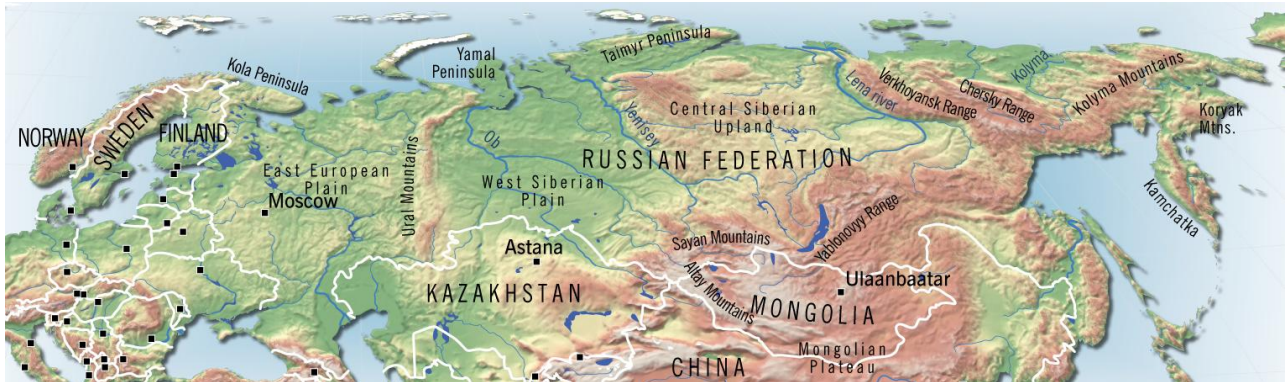 Taimyr Peninsula
Yamal
Peninsula
Kola Peninsula
Kolyma
Verkhoyansk Range
Chersky Range
Kolyma Mountains
Lena river
Central Siberian
Upland
Koryak
Mtns.
NORWAY
SWEDEN
FINLAND
Yenisey
Ob
RUSSIAN FEDERATION
East European
Plain
Ural Mountains
West Siberian
Plain
Moscow
Kamchatka
Yablonovyy Range
Sayan Mountains
Astana
Altay Mountains
Ulaanbaatar
KAZAKHSTAN
MONGOLIA
Mongolian
Plateau
CHINA